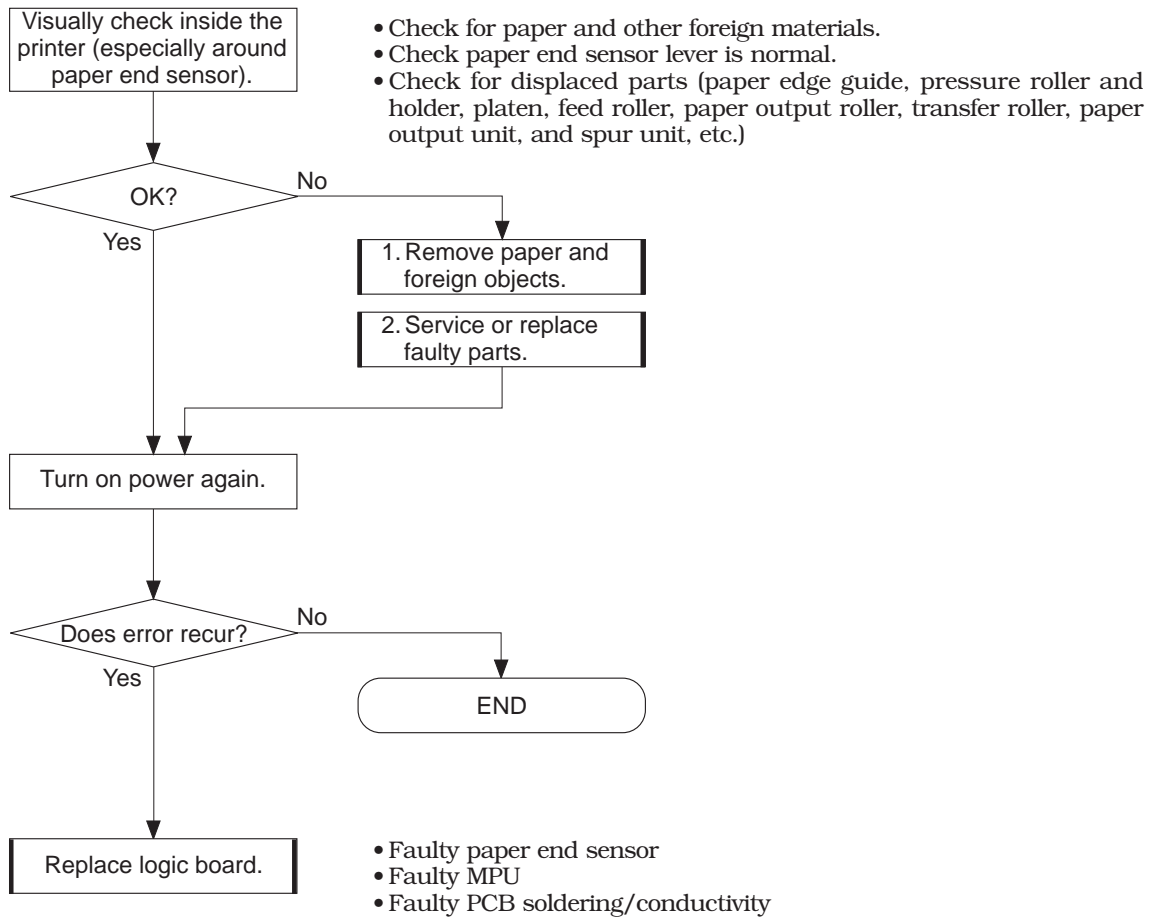 Visually check inside the
printer (especially around
paper end sensor).
• Check for paper and other foreign materials.
• Check paper end sensor lever is normal.
• Check for displaced parts (paper edge guide, pressure roller and
holder, platen, feed roller, paper output roller, transfer roller, paper
output unit, and spur unit, etc.)
OK?
No
Yes
1. Remove paper and
foreign objects.
2. Service or replace
faulty parts.
Turn on power again.
Does error recur?
No
Yes
END
Replace logic board.
• Faulty paper end sensor
• Faulty MPU
• Faulty PCB soldering/conductivity